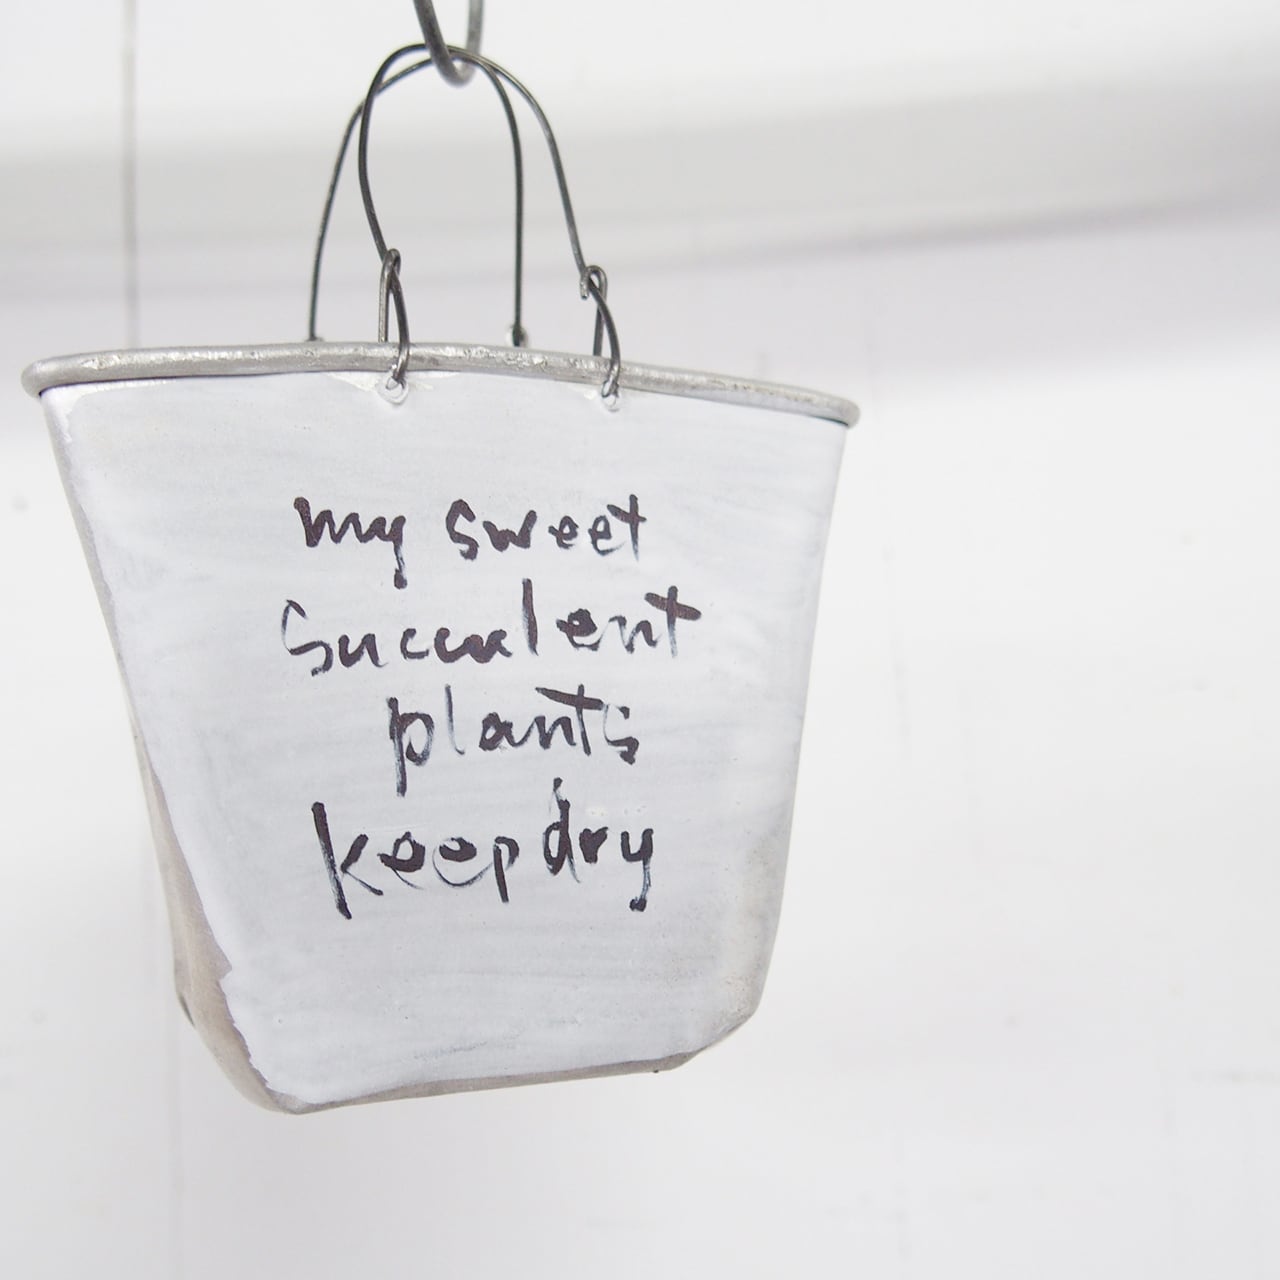 my sweet
succulent
plants
keep dry